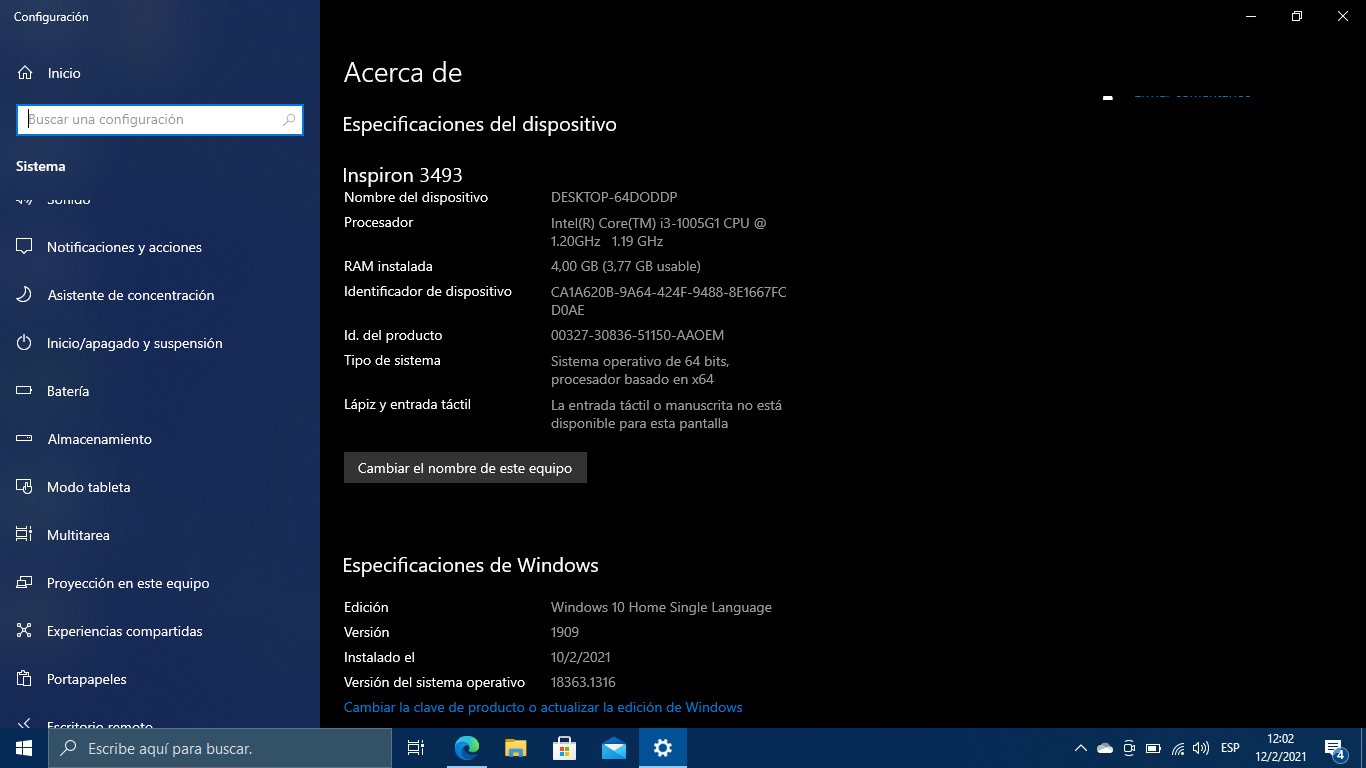 Configuración
Inicio
Buscar una configuración
Sistema
Sonido
Notificaciones y acciones
Asistente de concentración
Inicio/apagado y suspensión
Batería
Almacenamiento
Modo tableta
Multitarea
Proyección en este equipo
Experiencias compartidas
Portapapeles
Escritorio remoto
Acerca de
Enviar comentarios
Especificaciones del dispositivo
Inspiron 3493
Nombre del dispositivo DESKTOP-64DODDP
Procesador Intel(R) Core(TM) i3-1005G1 CPU @
1.20GHz 1.19 GHz
RAM instalada 4,00 GB (3,77 GB usable)
Identificador de dispositivo CA1A620B-9A64-424F-9488-8E1667FC
D0AE
Id. del producto 00327-30836-51150-AAOEM
Tipo de sistema Sistema operativo de 64 bits,
procesador basado en x64
Lápiz y entrada táctil La entrada táctil o manuscrita no está
disponible para esta pantalla
Cambiar el nombre de este equipo
Especificaciones de Windows
Edición Windows 10 Home Single Language
Versión 1909
Instalado el 10/2/2021
Versión del sistema operativo 18363.1316
Cambiar la clave de producto o actualizar la edición de Windows
Escribe aquí para buscar.
ESP
12:02
12/2/2021
4